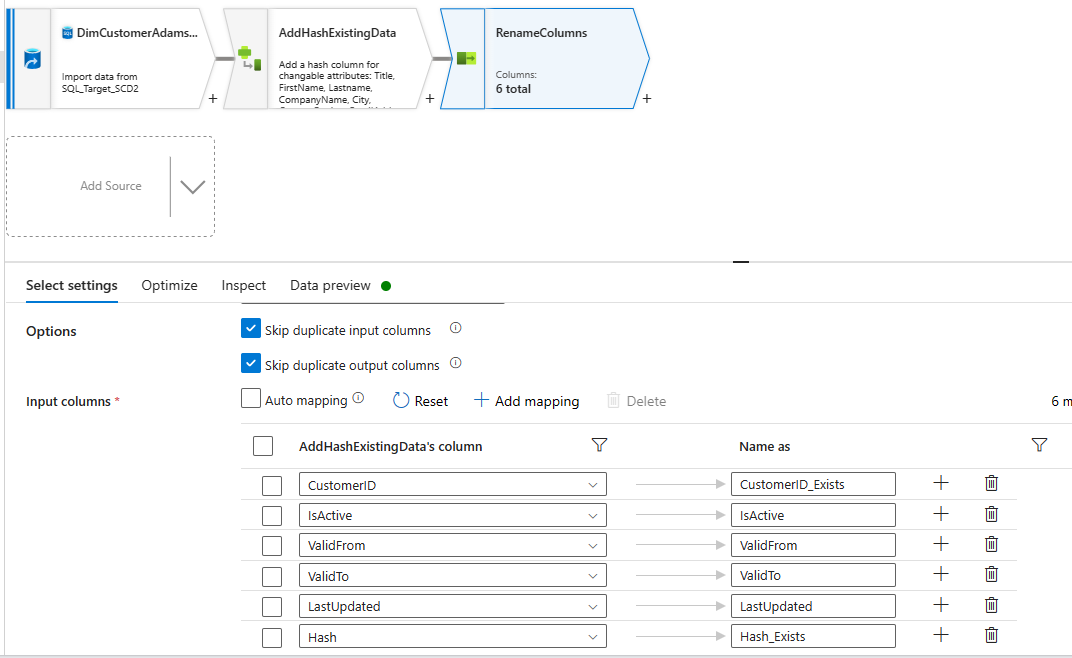 DimCustomerAdams...
Import data from
SQL_Target_SCD2
+
AddHashExistingData
Add a hash column for
changable attributes: Title,
FirstName, Lastname,
CompanyName, City,
+
RenameColumns
Columns:
6 total
+
Add Source
Select settings Optimize Inspect Data preview
Options
Skip duplicate input columns
Skip duplicate output columns
Input columns *
Auto mapping Reset + Add mapping Delete 6 m
AddHashExistingData's column Name as
CustomerID CustomerID_Exists +
IsActive IsActive +
ValidFrom ValidFrom +
ValidTo ValidTo +
LastUpdated LastUpdated +
Hash Hash_Exists +